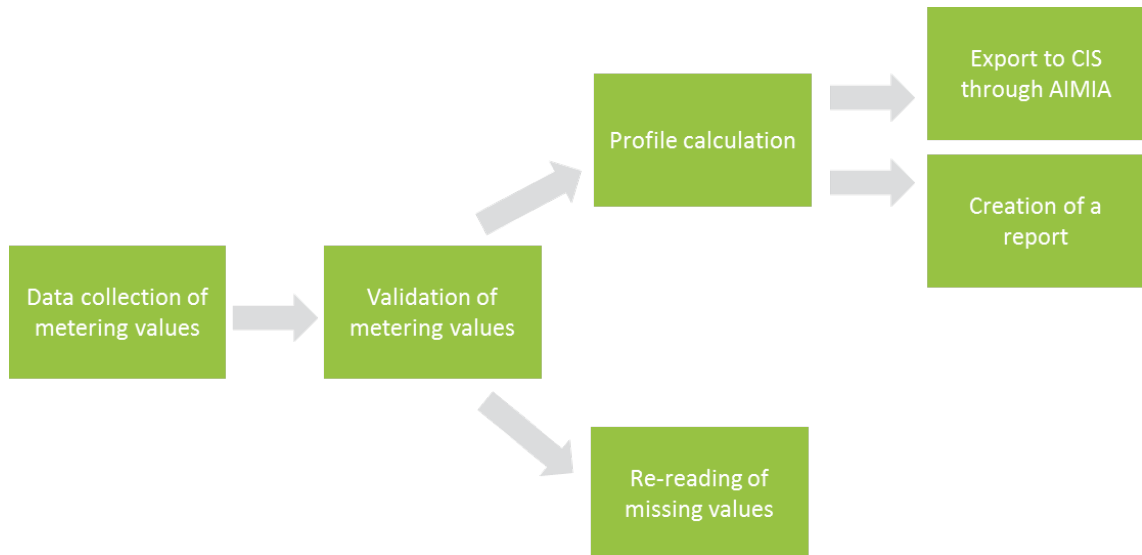 Data collection of
metering values
Validation of
metering values
Profile calculation
Export to CIS
through AIMIA
Creation of a
report
Re-reading of
missing values